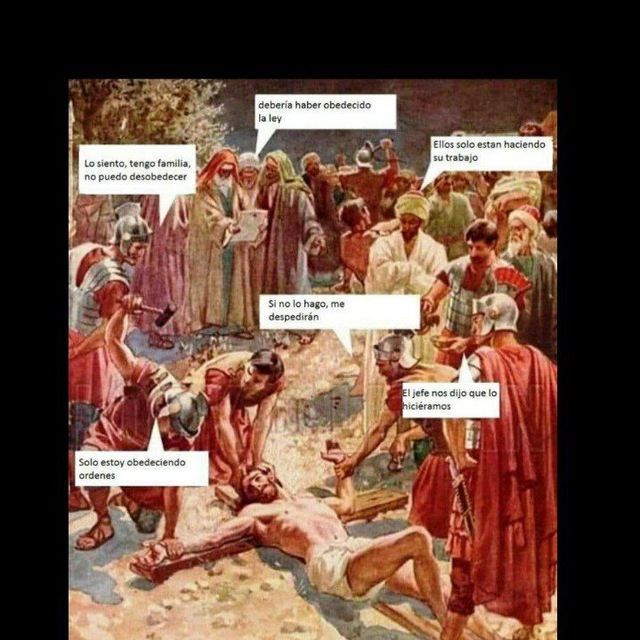 debería haber obedecido
la ley
Ellos solo estan haciendo
su trabajo
Lo siento, tengo familia,
no puedo desobedecer
Si no lo hago, me
despedirán
El jefe nos dijo que lo
hiciéramos
Solo estoy obedeciendo
ordenes